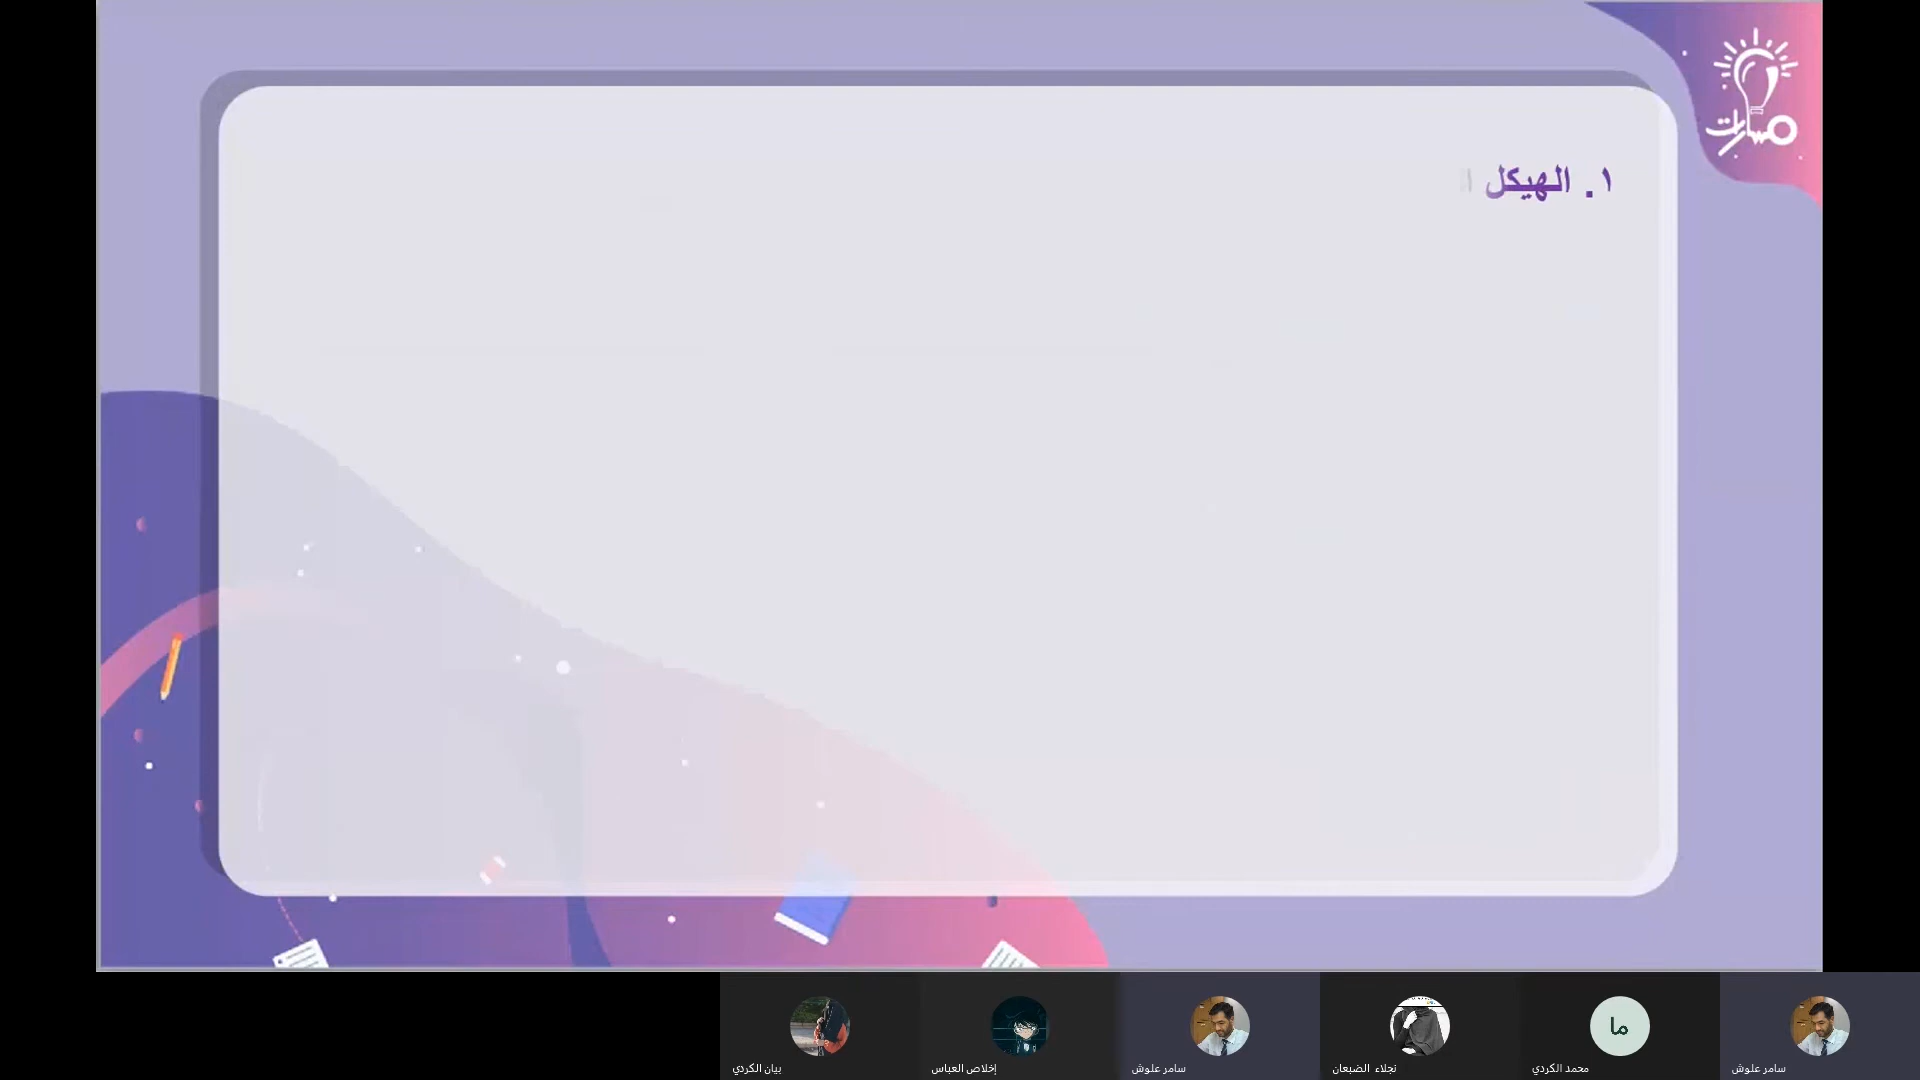 مسارات
١. الهيكل ا
بيان الكردي
إخلاص العباس
سامر علوش
نجلاء الضبعان
ما
محمد الكردي
سامر علوش